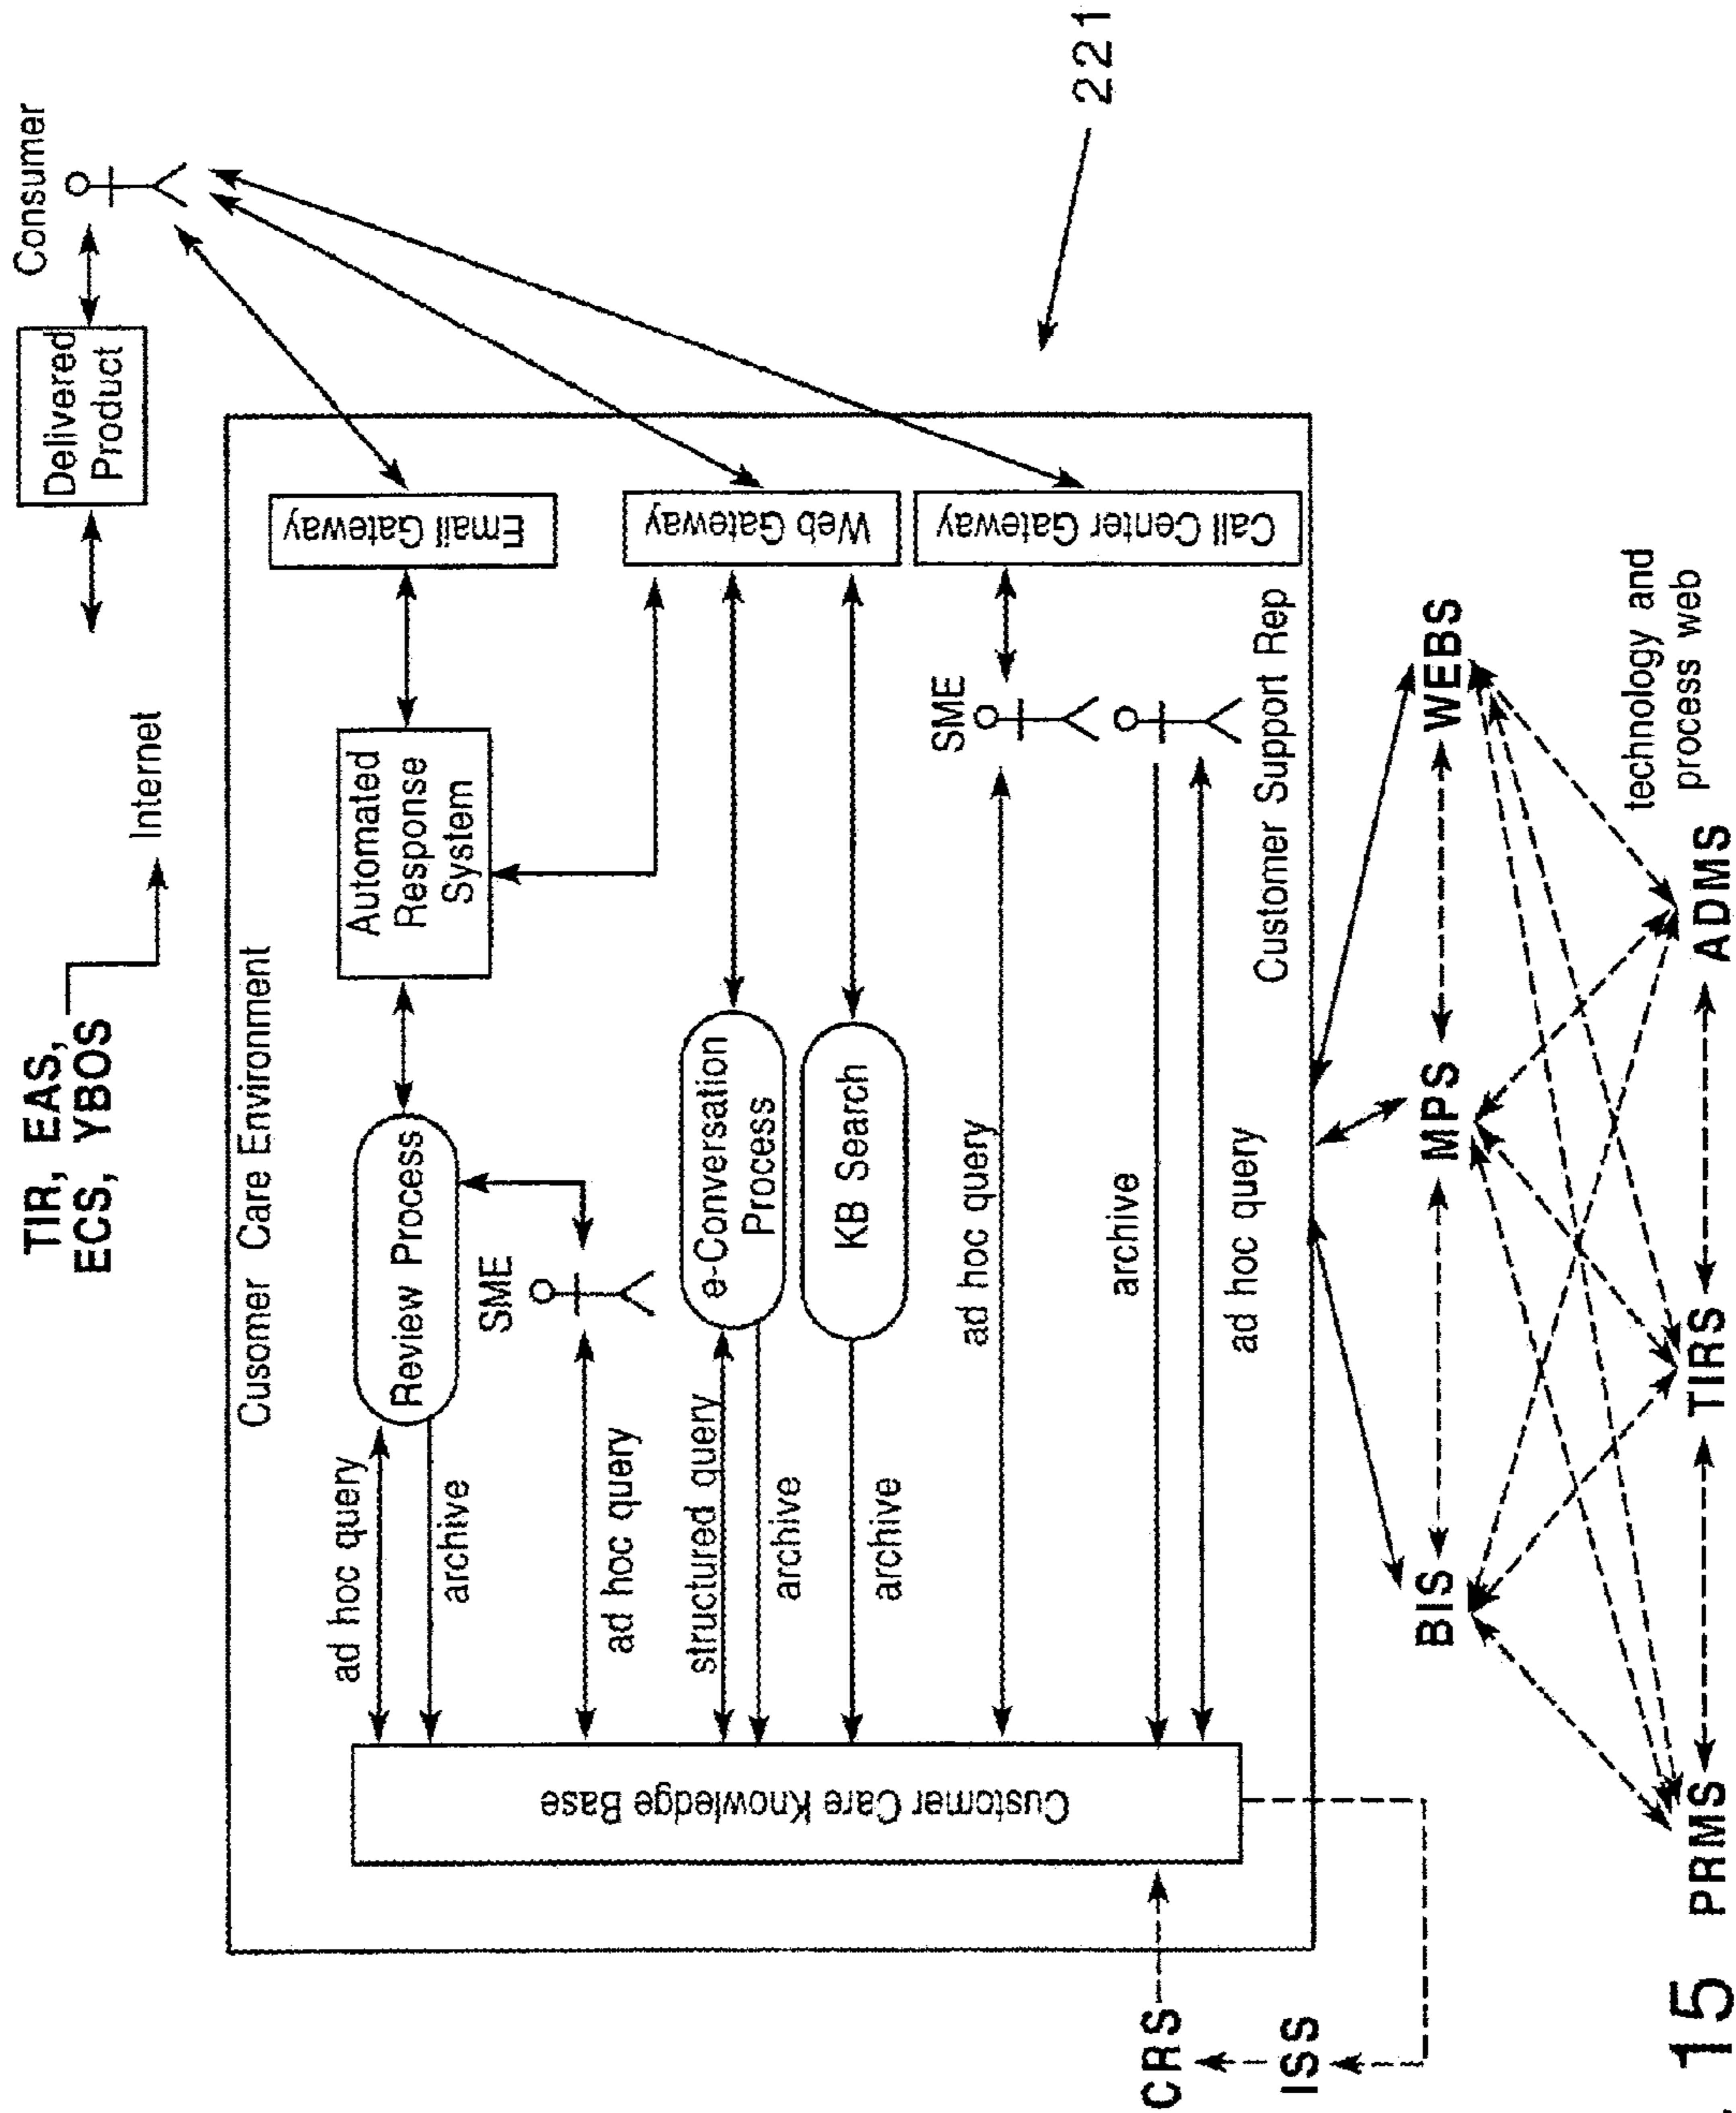 TIR, EAS,
ECS, YBOS
Internet
Delivered
Product
Consumer
Cusomer Care Environment
ad hoc query
archive
Review Process
Automated
Response
System
Email Gateway
SME
ad hoc query
structured query
archive
e-Conversation
Process
Web Gateway
KB Search
archive
Customer Care Knowledge Base
ad hoc query
SME
Call Center Gateway
archive
ad hoc query
Customer Support Rep
221
CRS
ISS
BIS
MPS
WEBS
technology and
process web
PRMS
TIRS
ADMS
15